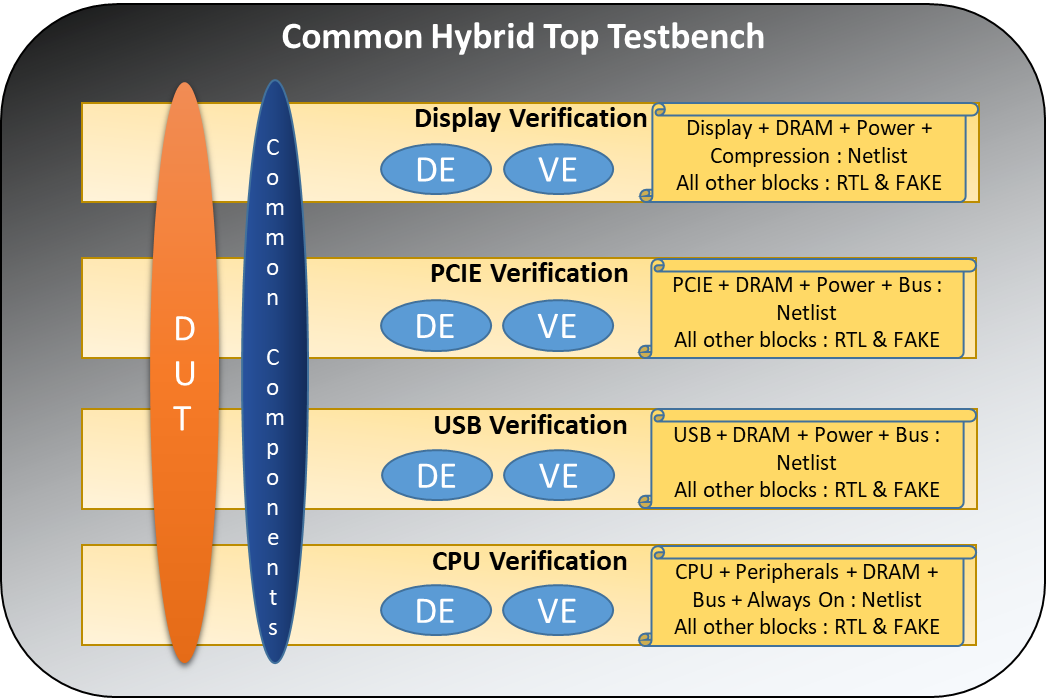 Common Hybrid Top Testbench
DUT
Common Components
Display Verification
DE VE
Display + DRAM + Power +
Compression : Netlist
All other blocks : RTL & FAKE
PCIE Verification
DE VE
PCIE + DRAM + Power + Bus :
Netlist
All other blocks : RTL & FAKE
USB Verification
DE VE
USB + DRAM + Power + Bus :
Netlist
All other blocks : RTL & FAKE
CPU Verification
DE VE
CPU + Peripherals + DRAM +
Bus + Always On : Netlist
All other blocks : RTL & FAKE